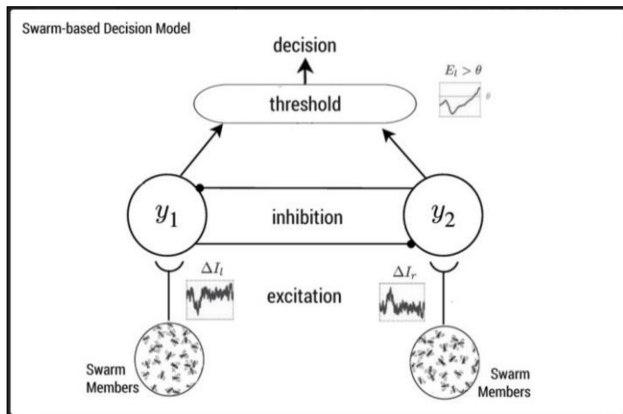 Swarm-based Decision Model
decision
threshold
E_l > θ
θ
y_1
inhibition
y_2
ΔI_l
excitation
ΔI_r
Swarm
Members
Swarm
Members